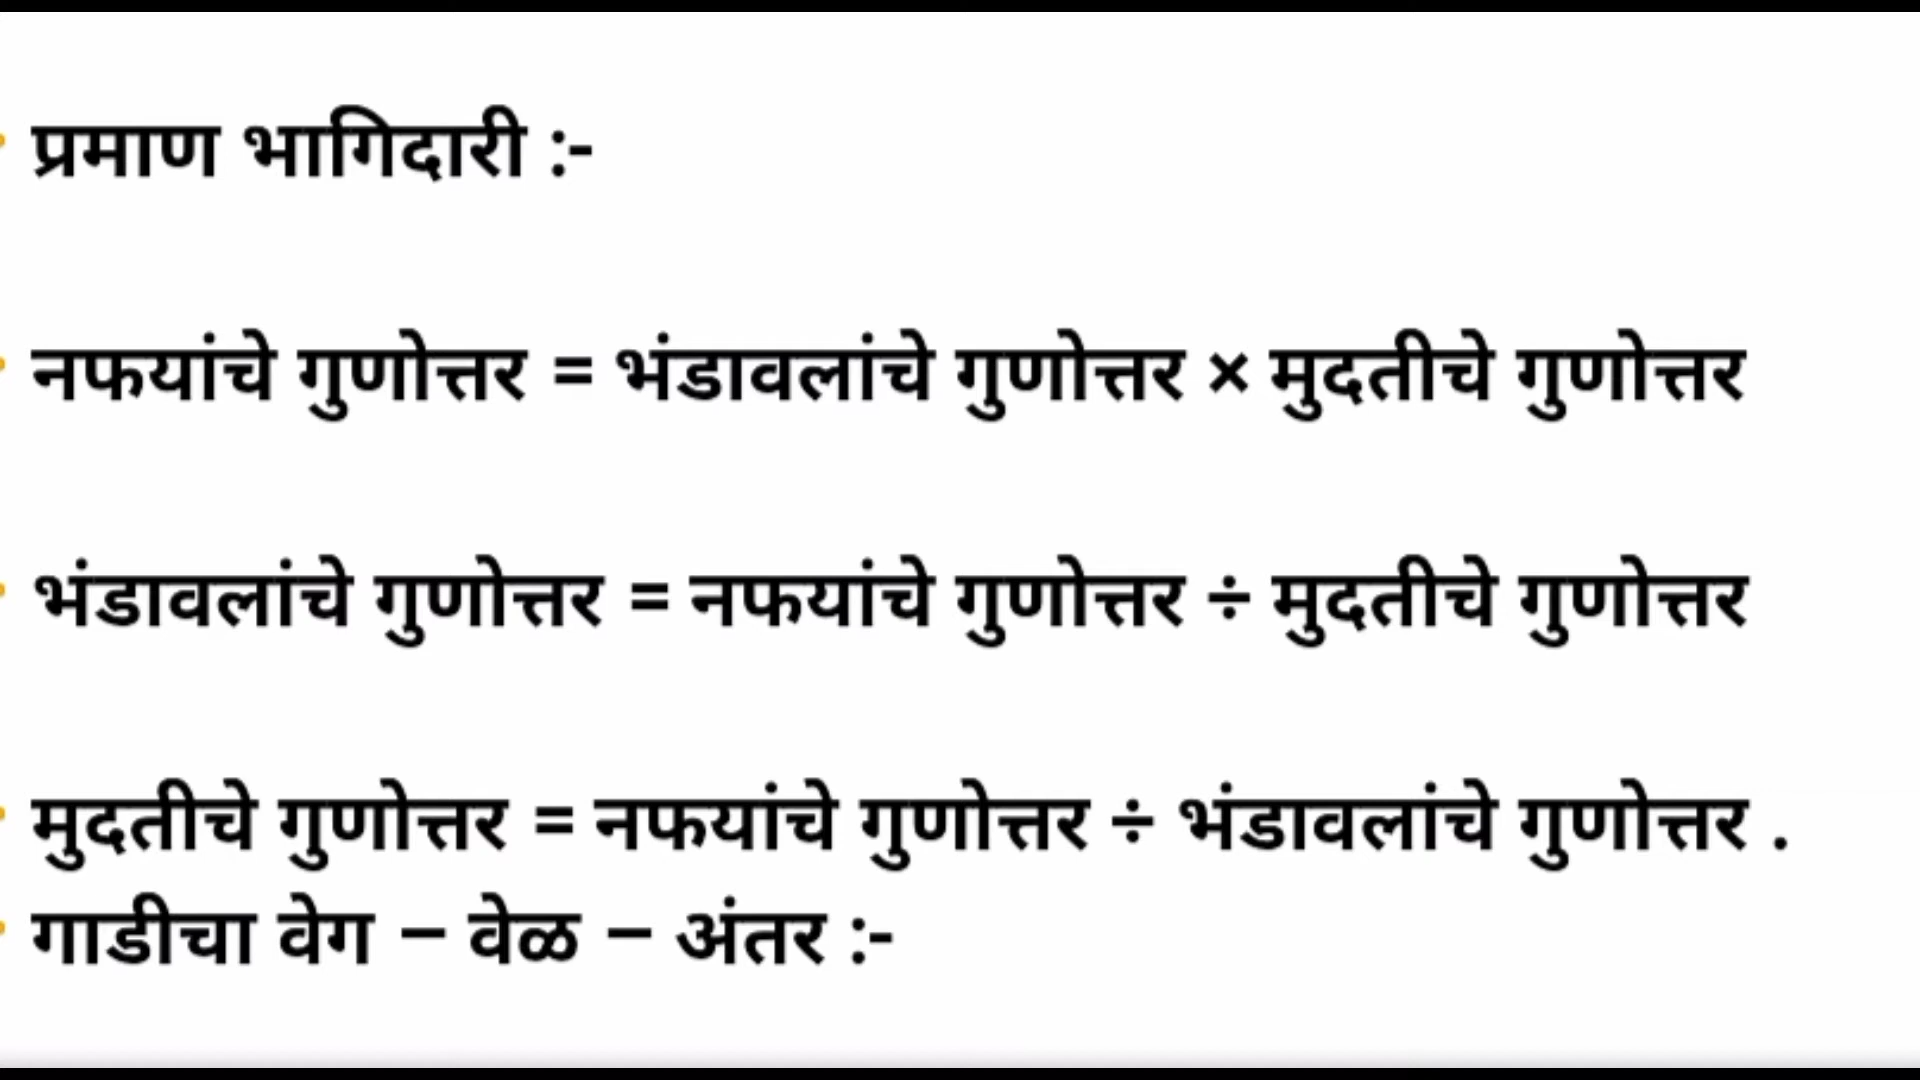 प्रमाण भागिदारी :-
नफयांचे गुणोत्तर = भंडावलांचे गुणोत्तर × मुदतीचे गुणोत्तर
भंडावलांचे गुणोत्तर = नफयांचे गुणोत्तर ÷ मुदतीचे गुणोत्तर
मुदतीचे गुणोत्तर = नफयांचे गुणोत्तर ÷ भंडावलांचे गुणोत्तर .
गाडीचा वेग – वेळ – अंतर :-